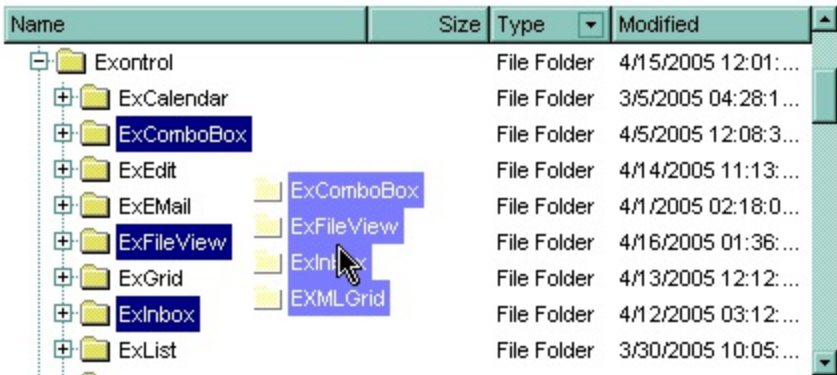 Name Size Type Modified
Exontrol File Folder 4/15/2005 12:01:...
ExCalendar File Folder 3/5/2005 04:28:1...
ExComboBox File Folder 4/5/2005 12:08:3...
ExEdit File Folder 4/14/2005 11:13:...
ExEMail File Folder 4/1/2005 02:18:0...
ExFileView File Folder 4/16/2005 01:36:...
ExGrid File Folder 4/13/2005 12:12:...
ExInbox File Folder 4/12/2005 03:12:...
ExList File Folder 3/30/2005 10:05:...
ExComboBox
ExFileView
EXMLGrid